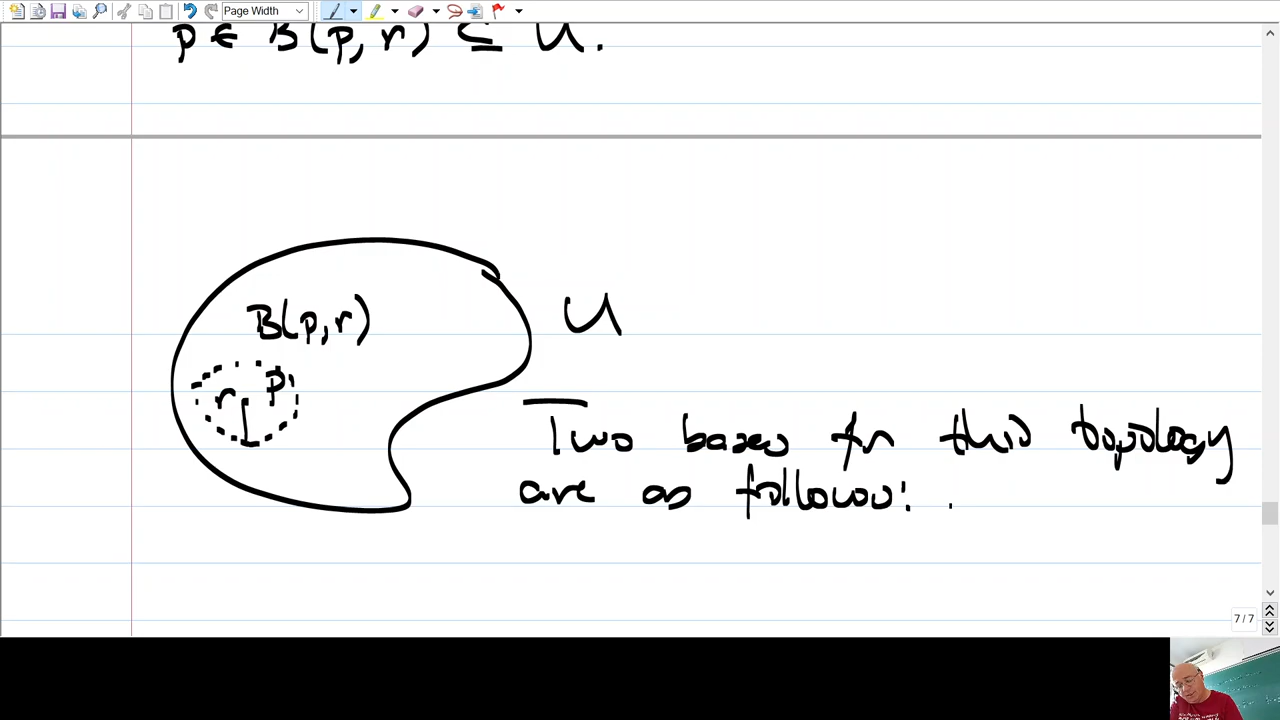 Page Width
p ∈ B(p, r) ⊆ U.
B(p, r)
U
r p
Two bases for this topology
are as follows:
7 / 7